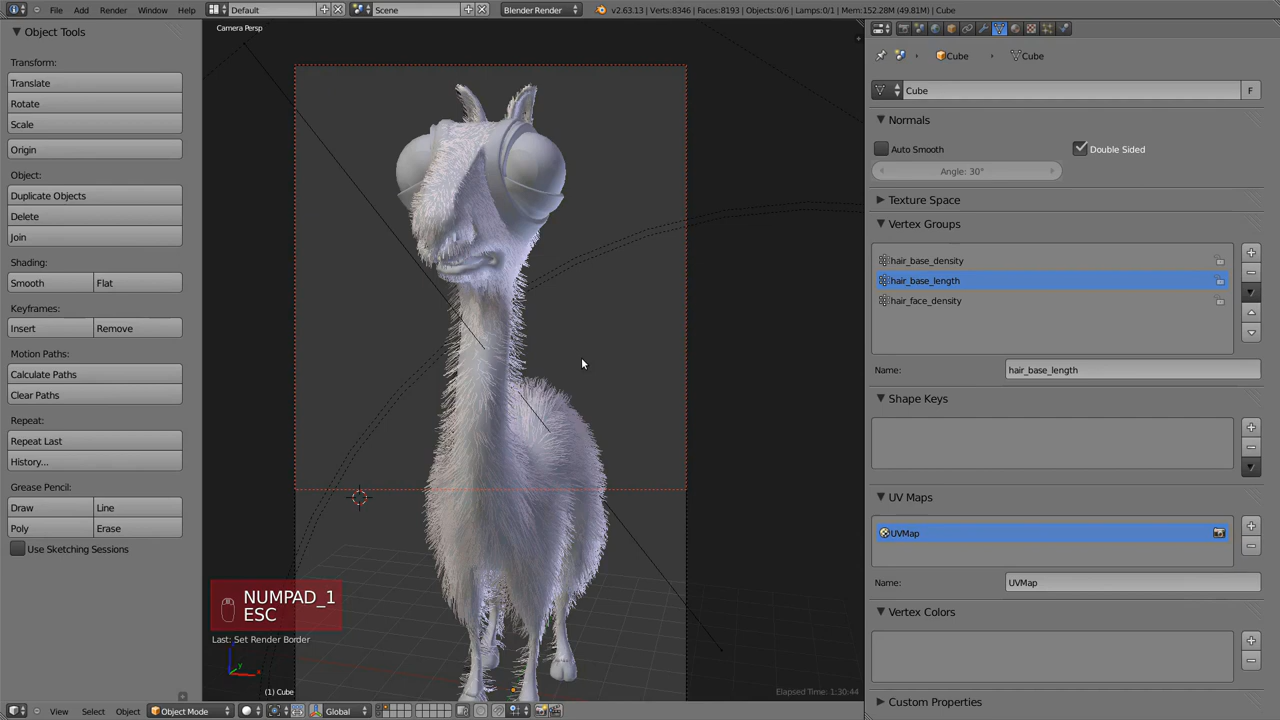 File Add Render Window Help Default Scene Blender Render v2.63.13 | Verts:8346 | Faces:8193 | Objects:0/6 | Lamps:0/1 | Mem:152.28M (49.81M) | Cube
Object Tools
Transform:
Translate
Rotate
Scale
Origin
Object:
Duplicate Objects
Delete
Join
Shading:
Smooth Flat
Keyframes:
Insert Remove
Motion Paths:
Calculate Paths
Clear Paths
Repeat:
Repeat Last
History...
Grease Pencil:
Draw Line
Poly Erase
Use Sketching Sessions
Camera Persp
NUMPAD_1
ESC
Last: Set Render Border
z
y
x
(1) Cube
Elapsed Time: 1:30:44
View Select Object Object Mode Global
Cube Cube
Cube F
Normals
Auto Smooth Double Sided
Angle: 30°
Texture Space
Vertex Groups
hair_base_density
hair_base_length
hair_face_density
Name: hair_base_length
Shape Keys
UV Maps
UVMap
Name: UVMap
Vertex Colors
Custom Properties